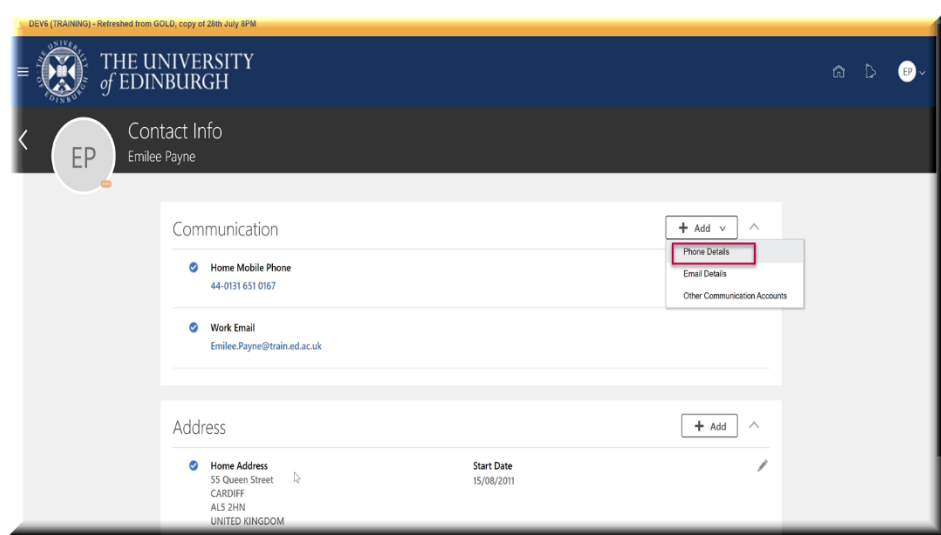 DEV6 (TRAINING) - Refreshed from GOLD, copy of 28th July 8PM
THE UNIVERSITY
of EDINBURGH
EP
Contact Info
EP
Emilee Payne
Communication
+ Add
Phone Details
Email Details
Other Communication Accounts
Home Mobile Phone
44-0131 651 0167
Work Email
Emilee.Payne@train.ed.ac.uk
Address
+ Add
Home Address
Start Date
55 Queen Street
15/08/2011
CARDIFF
AL5 2HN
UNITED KINGDOM